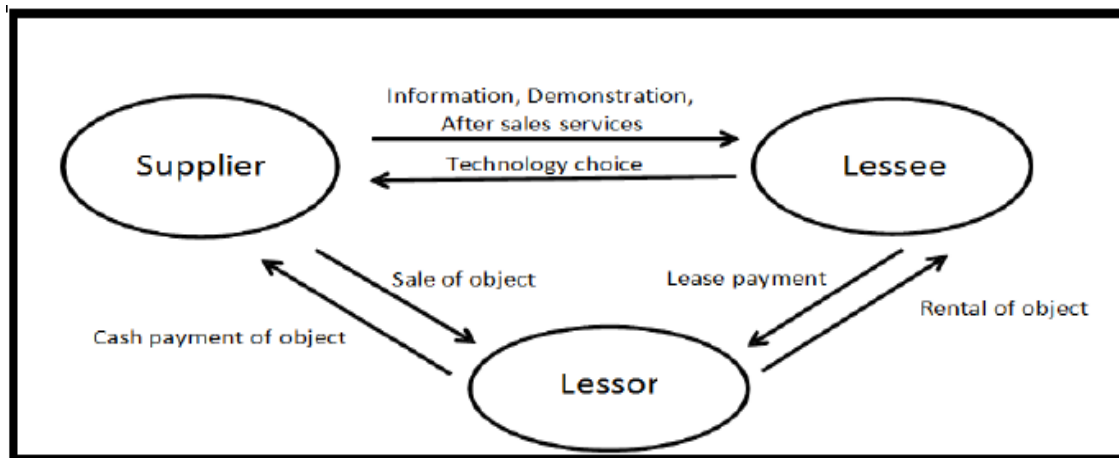 Information, Demonstration,
After sales services
Supplier
Technology choice
Lessee
Sale of object
Lease payment
Cash payment of object
Rental of object
Lessor